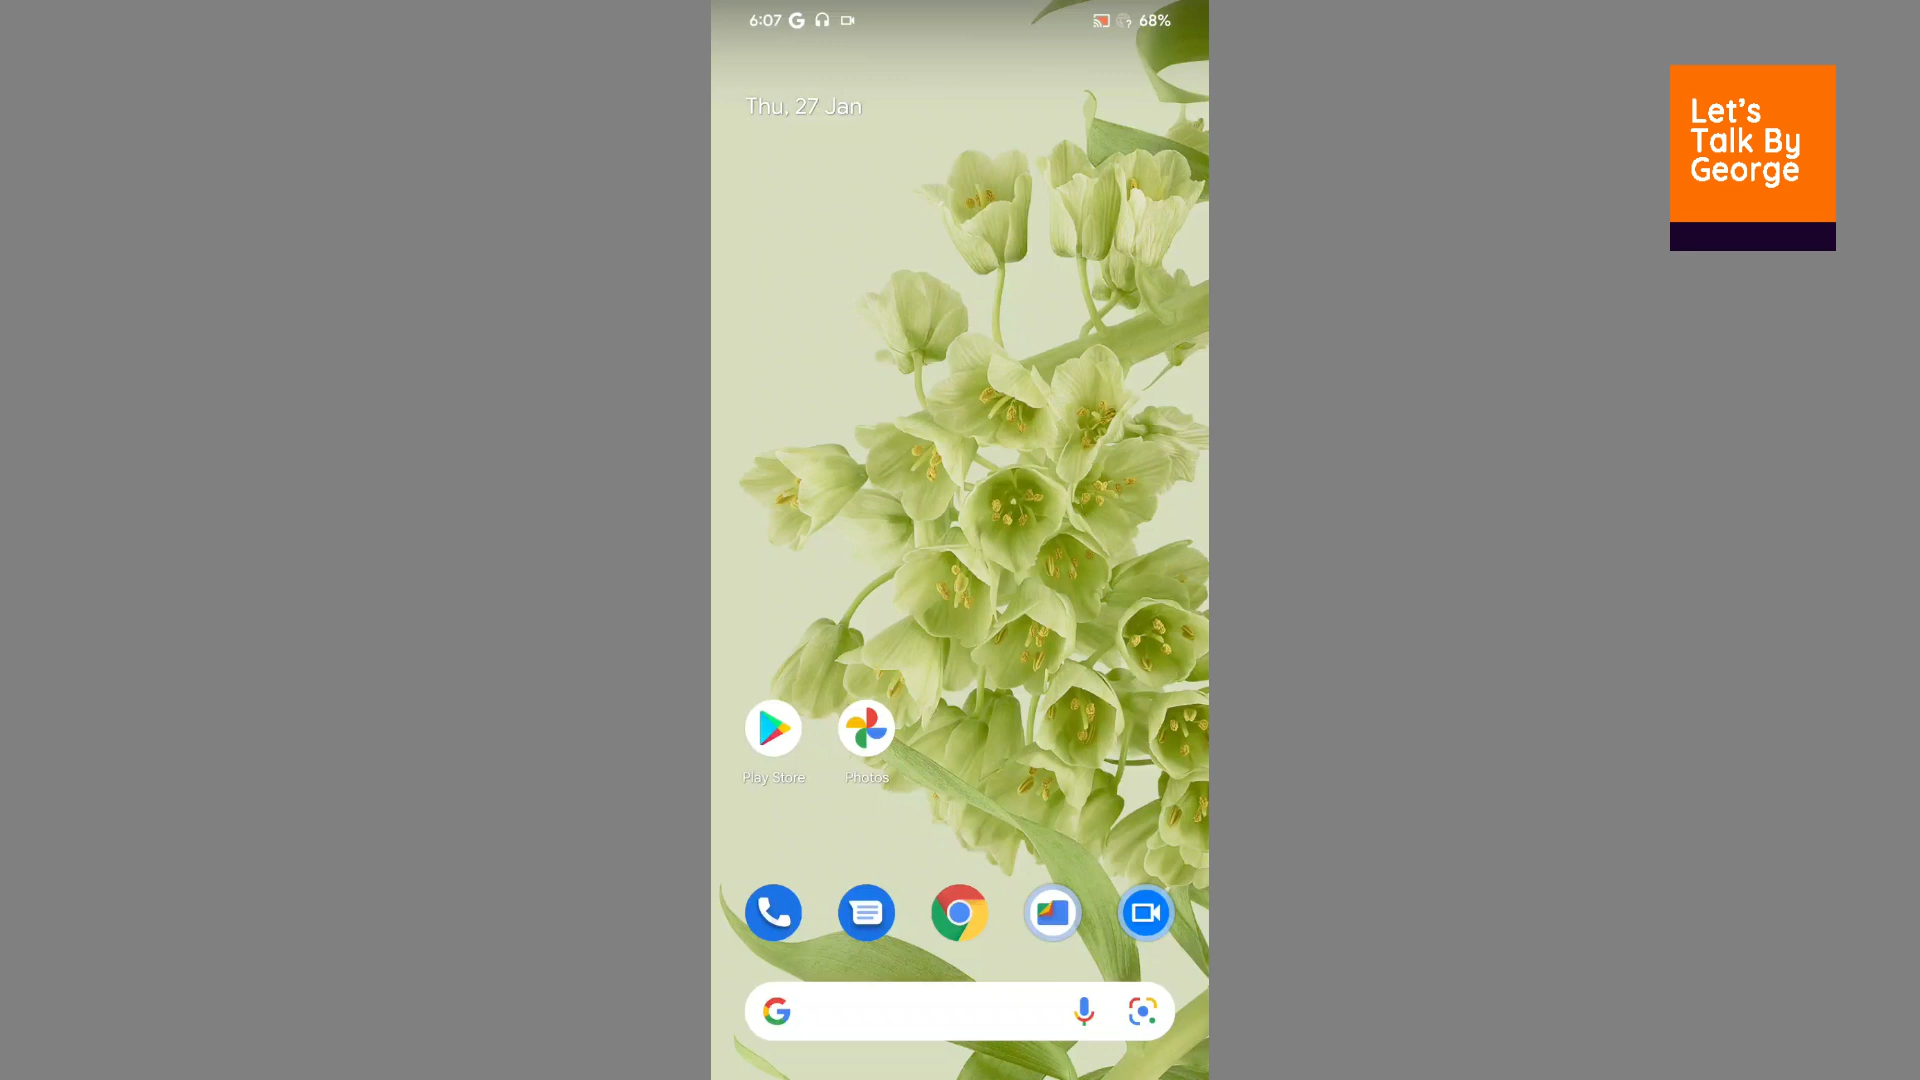 6:07
68%
Thu, 27 Jan
Let's
Talk By
George
Play Store
Photos